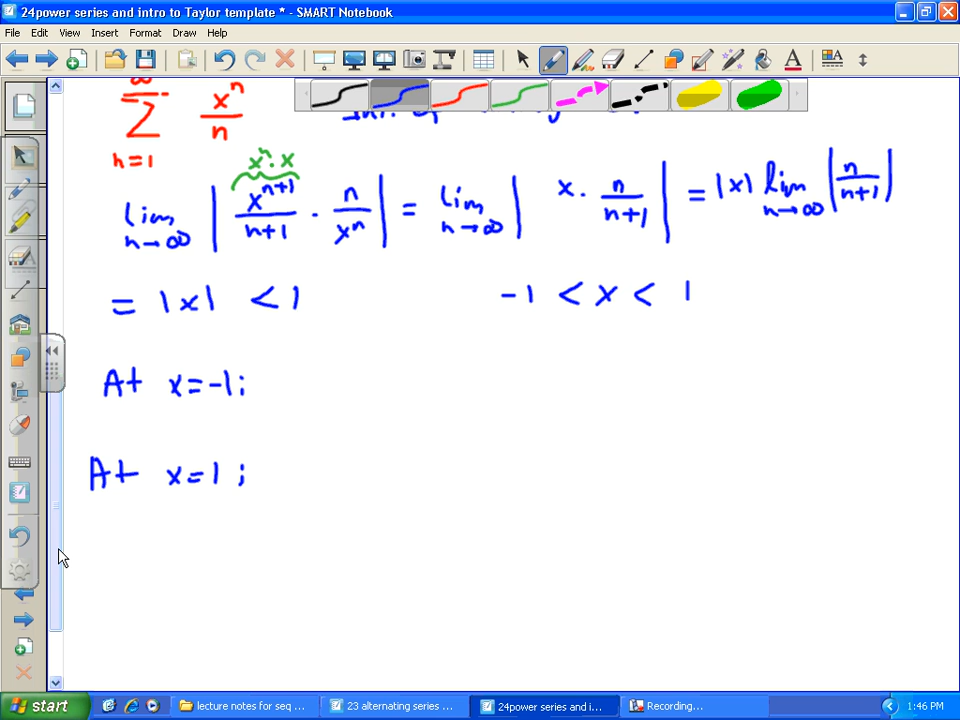 24power series and intro to Taylor template * - SMART Notebook
File Edit View Insert Format Draw Help
∞
Σ xⁿ/n
n=1
xⁿ·x
lim n→∞ | xⁿ⁺¹/n+1 · n/xⁿ | = lim n→∞ | x · n/n+1 | = |x| lim n→∞ | n/n+1 |
= |x| < 1 -1 < x < 1
At x=-1;
At x=1;
start lecture notes for seq ... 23 alternating series ... 24power series and i... Recording... 1:46 PM